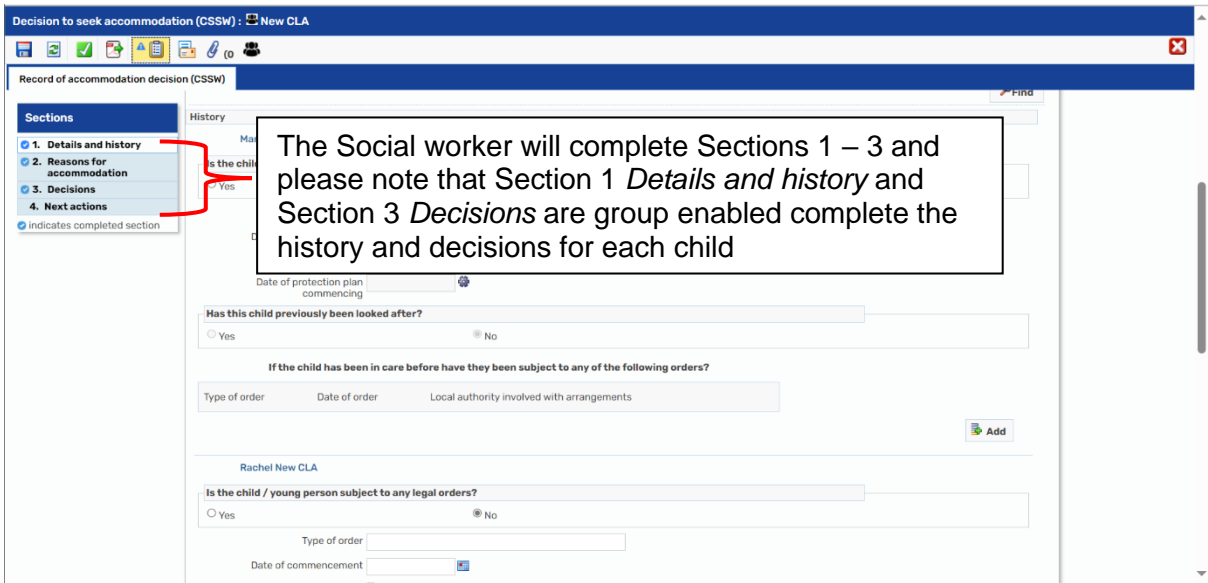 Decision to seek accommodation (CSSW) : New CLA
(0
Record of accommodation decision (CSSW)
Find
Sections
1. Details and history
2. Reasons for
accommodation
3. Decisions
4. Next actions
indicates completed section
History
The Social worker will complete Sections 1 – 3 and
please note that Section 1 Details and history and
Section 3 Decisions are group enabled complete the
history and decisions for each child
Is the chil
Yes
Date of protection plan
commencing
Has this child previously been looked after?
Yes No
If the child has been in care before have they been subject to any of the following orders?
Type of order Date of order Local authority involved with arrangements
Add
Rachel New CLA
Is the child / young person subject to any legal orders?
Yes No
Type of order
Date of commencement